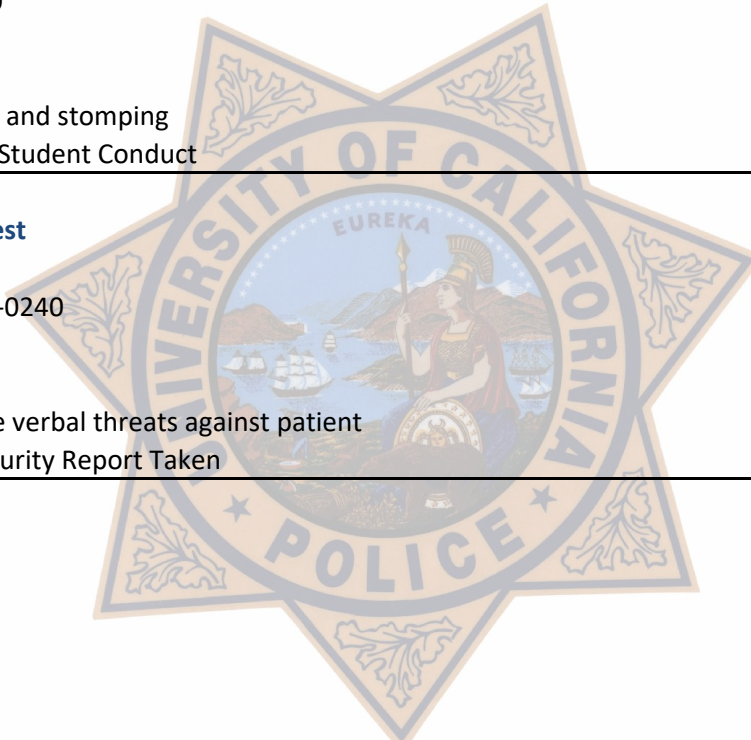 and stomping
Student Conduct
est
-0240
e verbal threats against patient
urity Report Taken
UNIVERSITY OF CALIFORNIA
EUREKA
POLICE